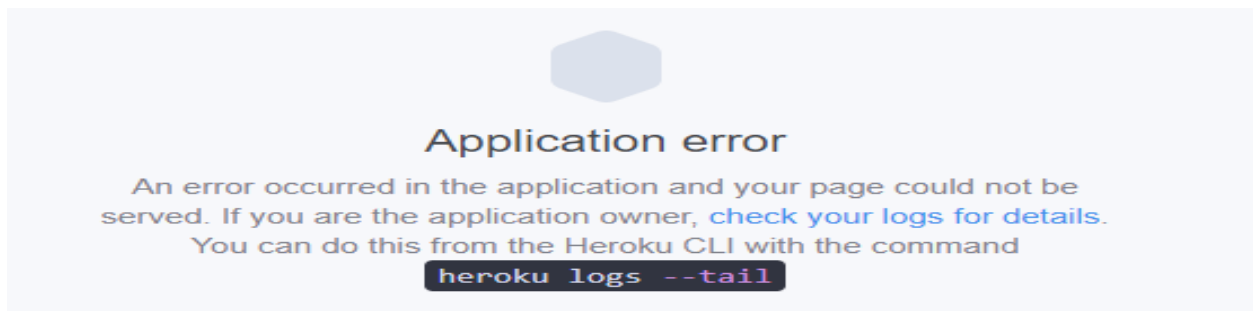 Application error
An error occurred in the application and your page could not be
served. If you are the application owner, check your logs for details.
You can do this from the Heroku CLI with the command
heroku logs --tail